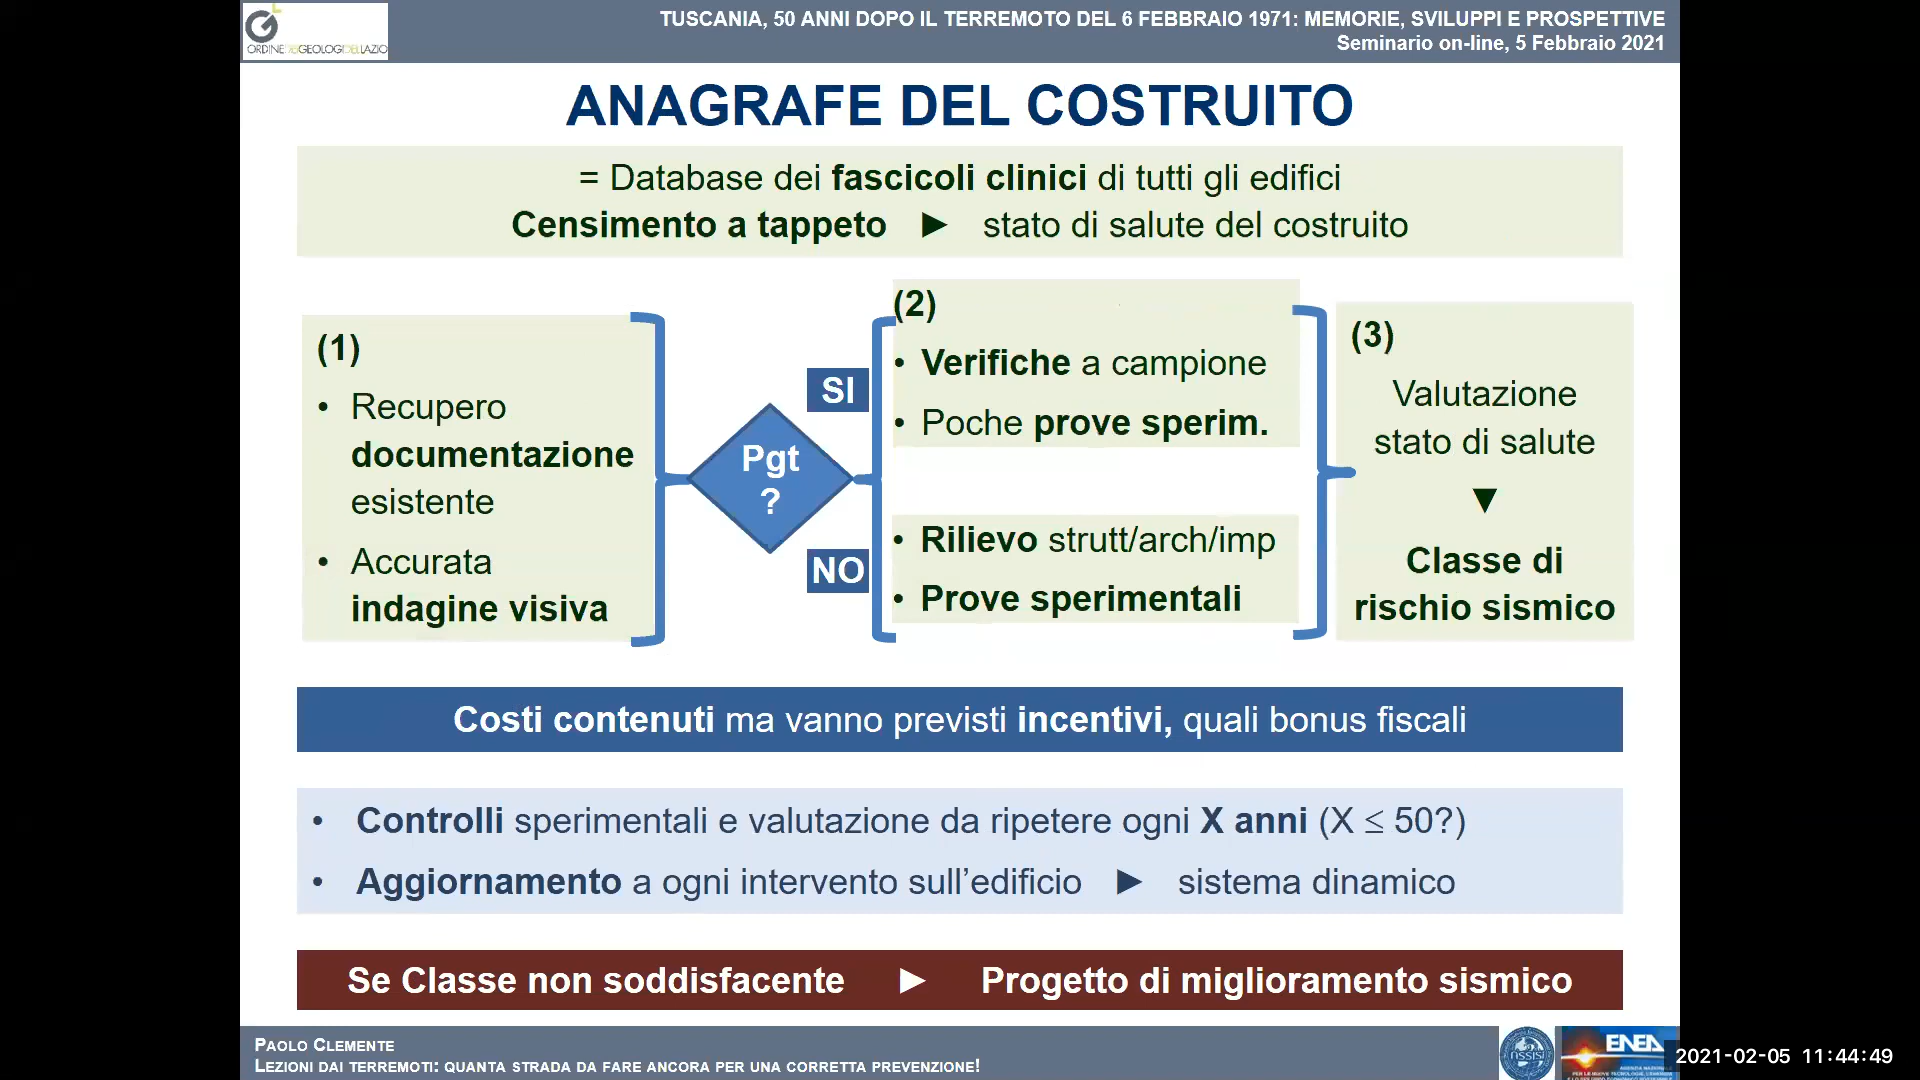 ORDINEDEIGEOLOGIDELLAZIO
TUSCANIA, 50 ANNI DOPO IL TERREMOTO DEL 6 FEBBRAIO 1971: MEMORIE, SVILUPPI E PROSPETTIVE
Seminario on-line, 5 Febbraio 2021
ANAGRAFE DEL COSTRUITO
= Database dei fascicoli clinici di tutti gli edifici
Censimento a tappeto ► stato di salute del costruito
(1)
• Recupero
documentazione
esistente
• Accurata
indagine visiva
Pgt
?
SI
NO
(2)
• Verifiche a campione
• Poche prove sperim.
• Rilievo strutt/arch/imp
• Prove sperimentali
(3)
Valutazione
stato di salute
▼
Classe di
rischio sismico
Costi contenuti ma vanno previsti incentivi, quali bonus fiscali
• Controlli sperimentali e valutazione da ripetere ogni X anni (X ≤ 50?)
• Aggiornamento a ogni intervento sull’edificio ► sistema dinamico
Se Classe non soddisfacente ► Progetto di miglioramento sismico
PAOLO CLEMENTE
LEZIONI DAI TERREMOTI: QUANTA STRADA DA FARE ANCORA PER UNA CORRETTA PREVENZIONE!
ENEA
2021-02-05 11:44:49